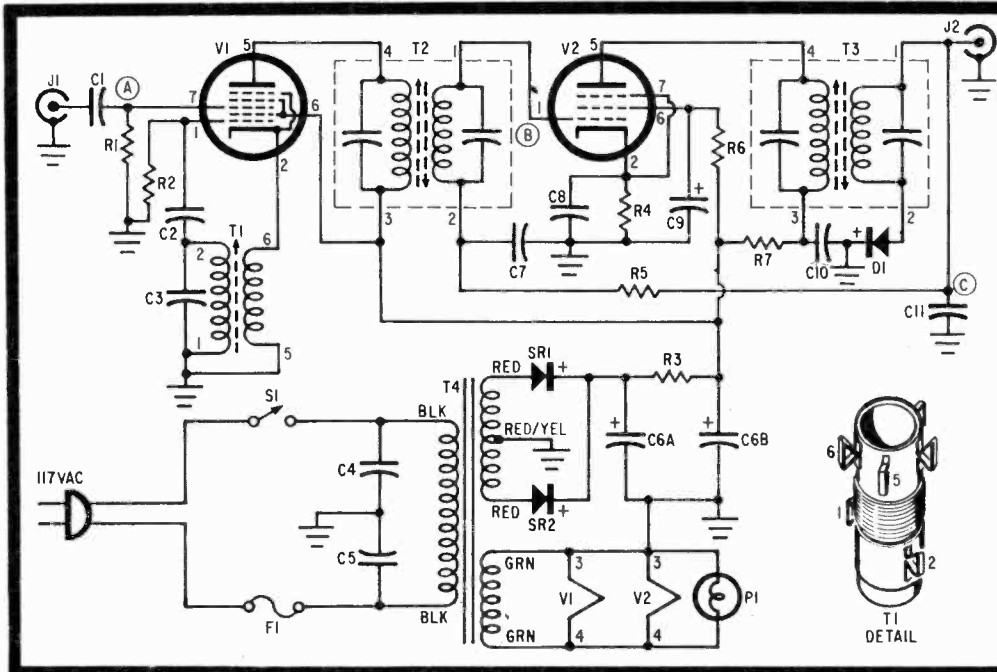 V1 5 4 T2 1 V2 5 4 T3 1 J2
J1 C1 A 7 6 7
1 1 B 6
R1 R2 2 2 R6
C8 R4 C9
3 2 3 2
C2 C7 R7 C10 + D1
T1 6
2 R5 C
C3 C11
1 5
S1 RED SR1 + R3
BLK T4
RED/YEL + C6A + C6B
117VAC C4 6
5
C5 RED SR2 + 1
2
GRN 3 3
V1 V2 P1
F1 BLK GRN 4 4 T1
DETAIL